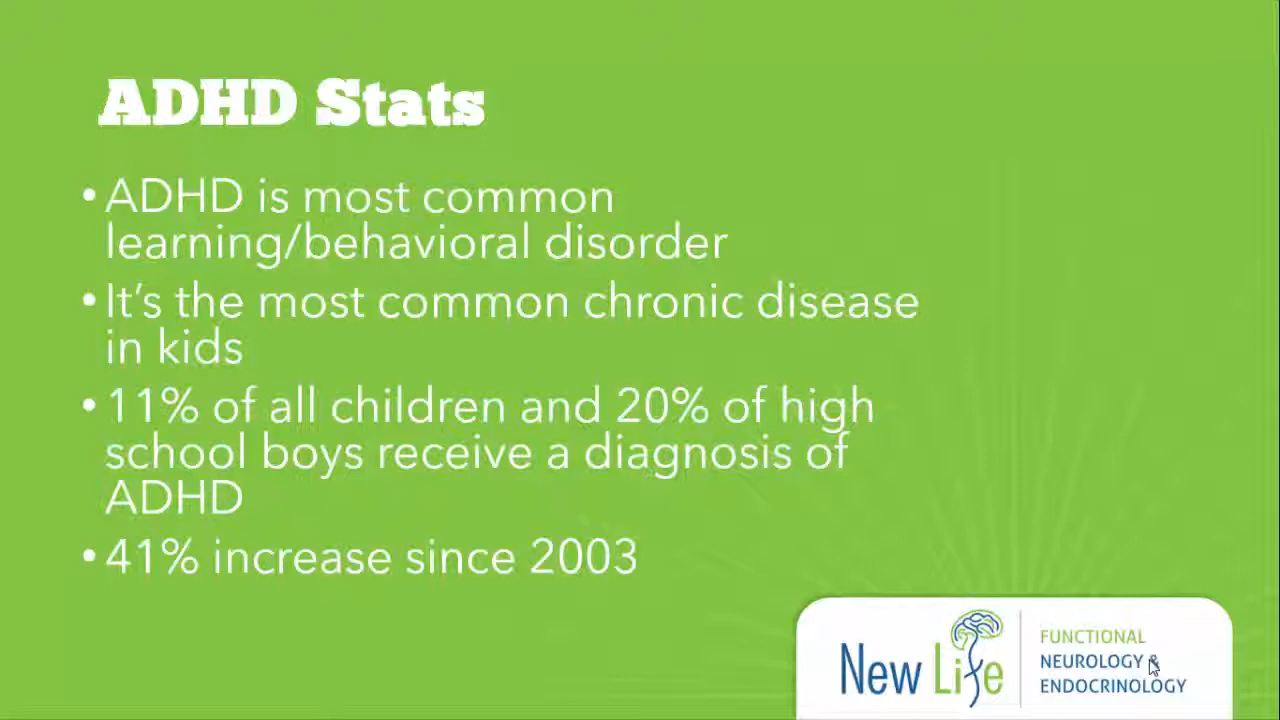 ADHD Stats
•ADHD is most common
learning/behavioral disorder
•It's the most common chronic disease
in kids
•11% of all children and 20% of high
school boys receive a diagnosis of
ADHD
•41% increase since 2003
New Life
FUNCTIONAL
NEUROLOGY &
ENDOCRINOLOGY